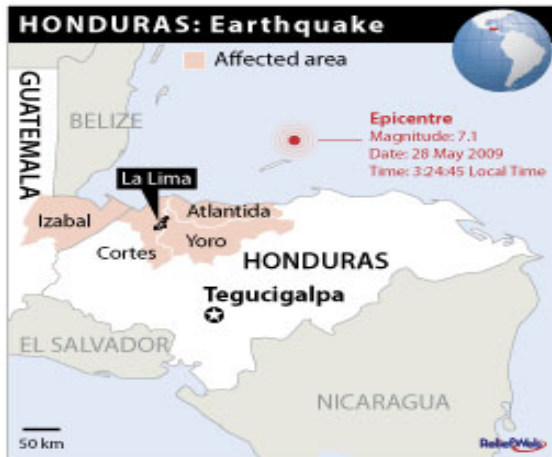 HONDURAS: Earthquake
Affected area
GUATEMALA
BELIZE
Epicentre
Magnitude: 7.1
Date: 28 May 2009
Time: 3:24:45 Local Time
La Lima
Izabal
Atlantida
Cortes
Yoro
HONDURAS
Tegucigalpa
EL SALVADOR
NICARAGUA
50 km
ReliefWeb